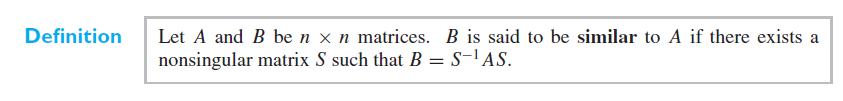 Definition
Let A and B be n × n matrices. B is said to be similar to A if there exists a
nonsingular matrix S such that B = S⁻¹AS.